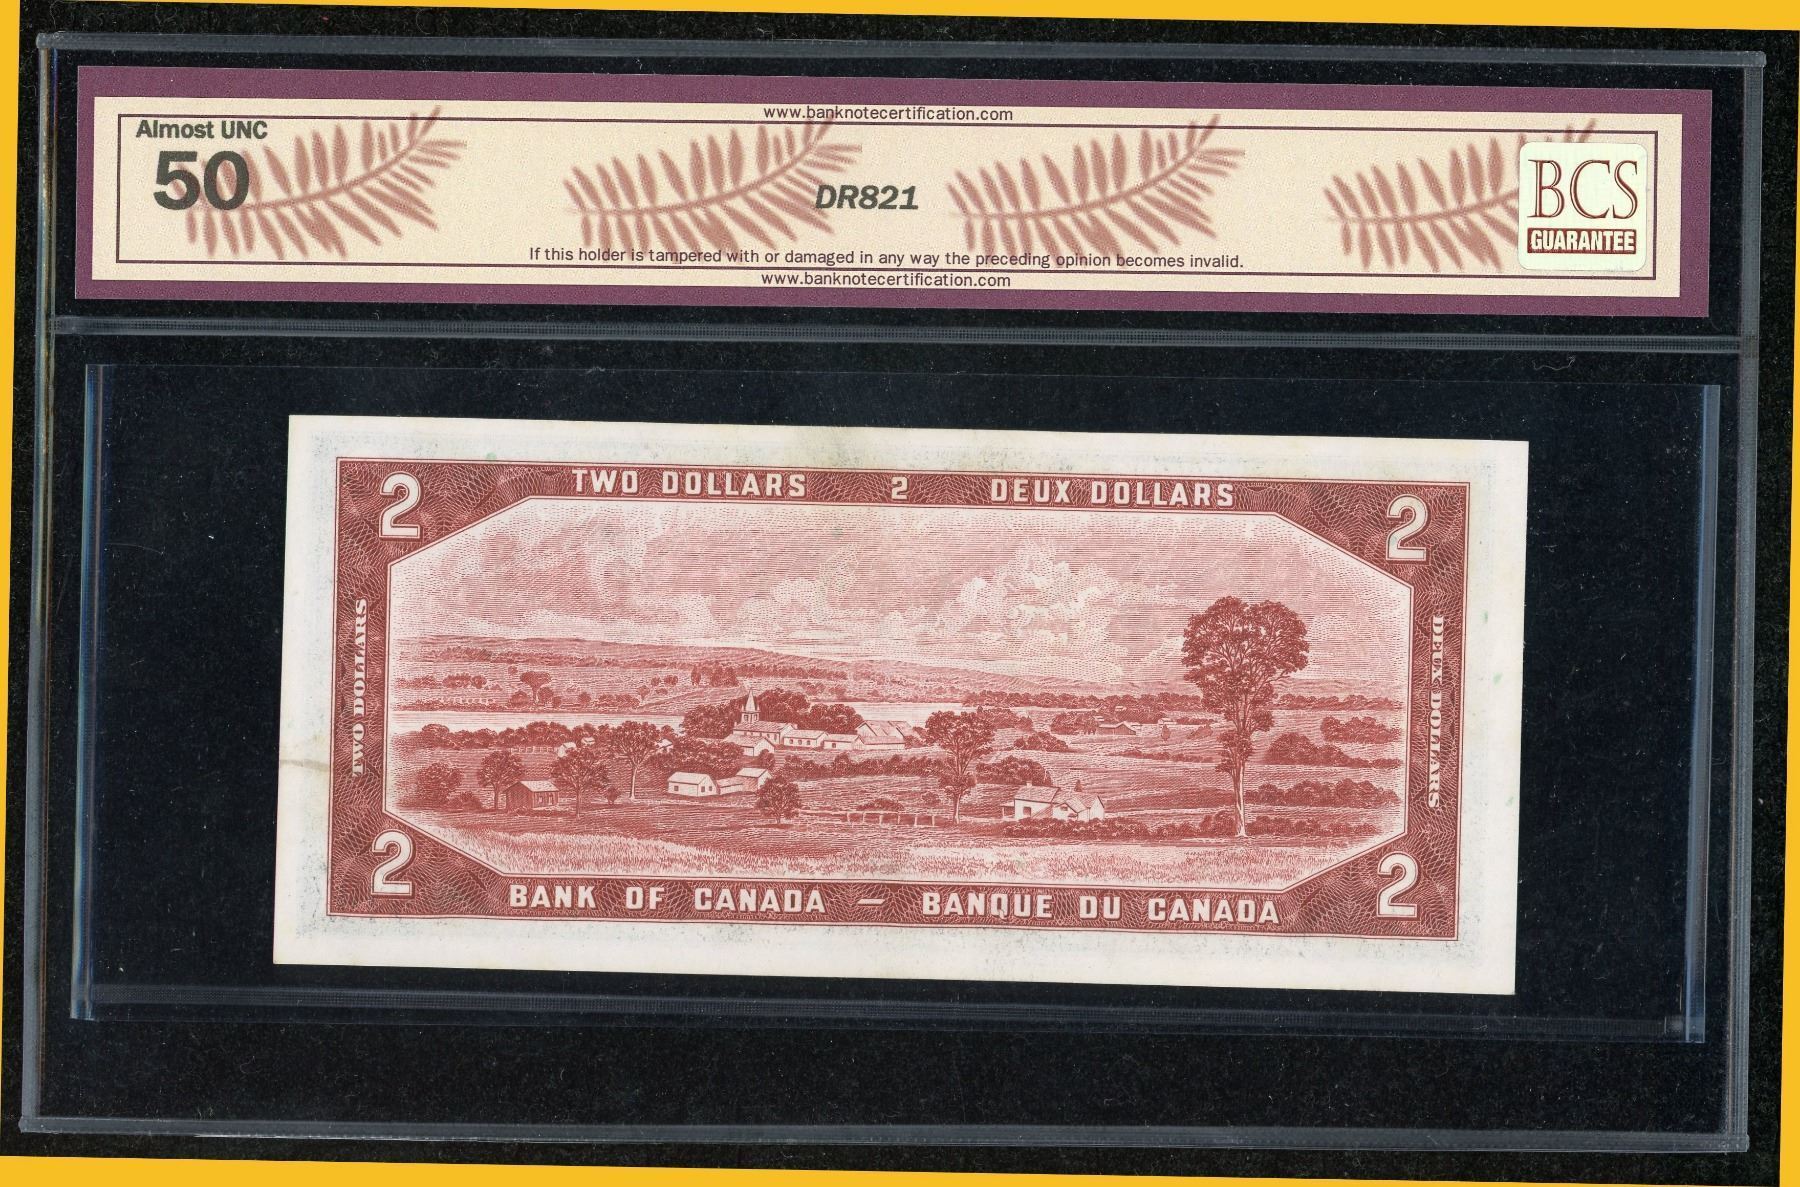 www.banknotecertification.com
Almost UNC
50
DR821
BCS
GUARANTEE
If this holder is tampered with or damaged in any way the preceding opinion becomes invalid.
www.banknotecertification.com
2 TWO DOLLARS 2 DEUX DOLLARS 2
TWO DOLLARS
DEUX DOLLARS
2 BANK OF CANADA — BANQUE DU CANADA 2